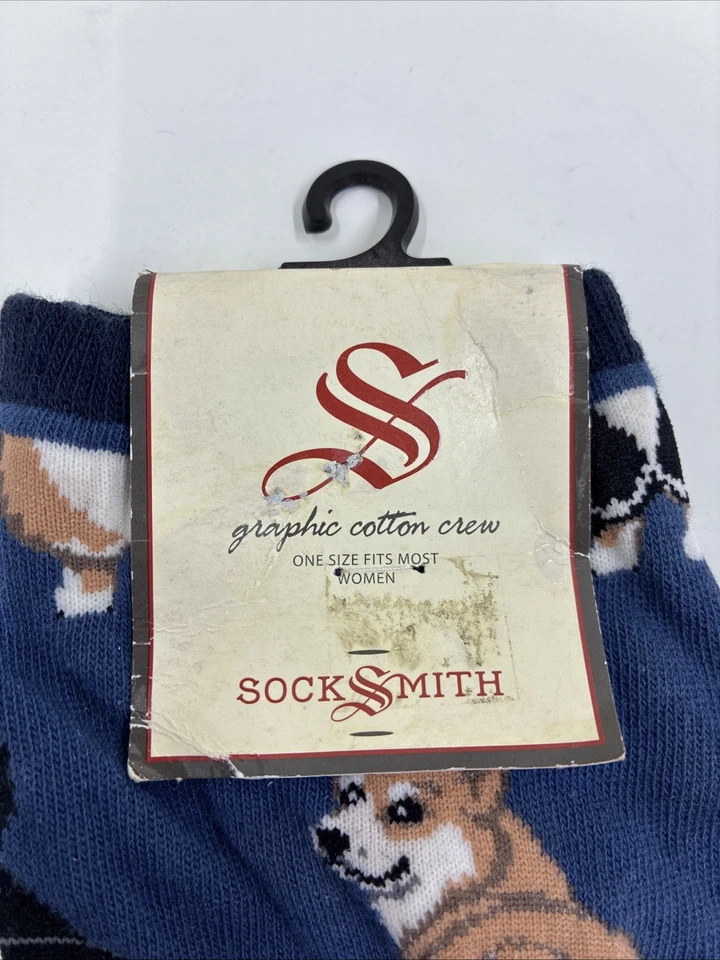 S
graphic cotton crew
ONE SIZE FITS MOST
WOMEN
SOCKSMITH